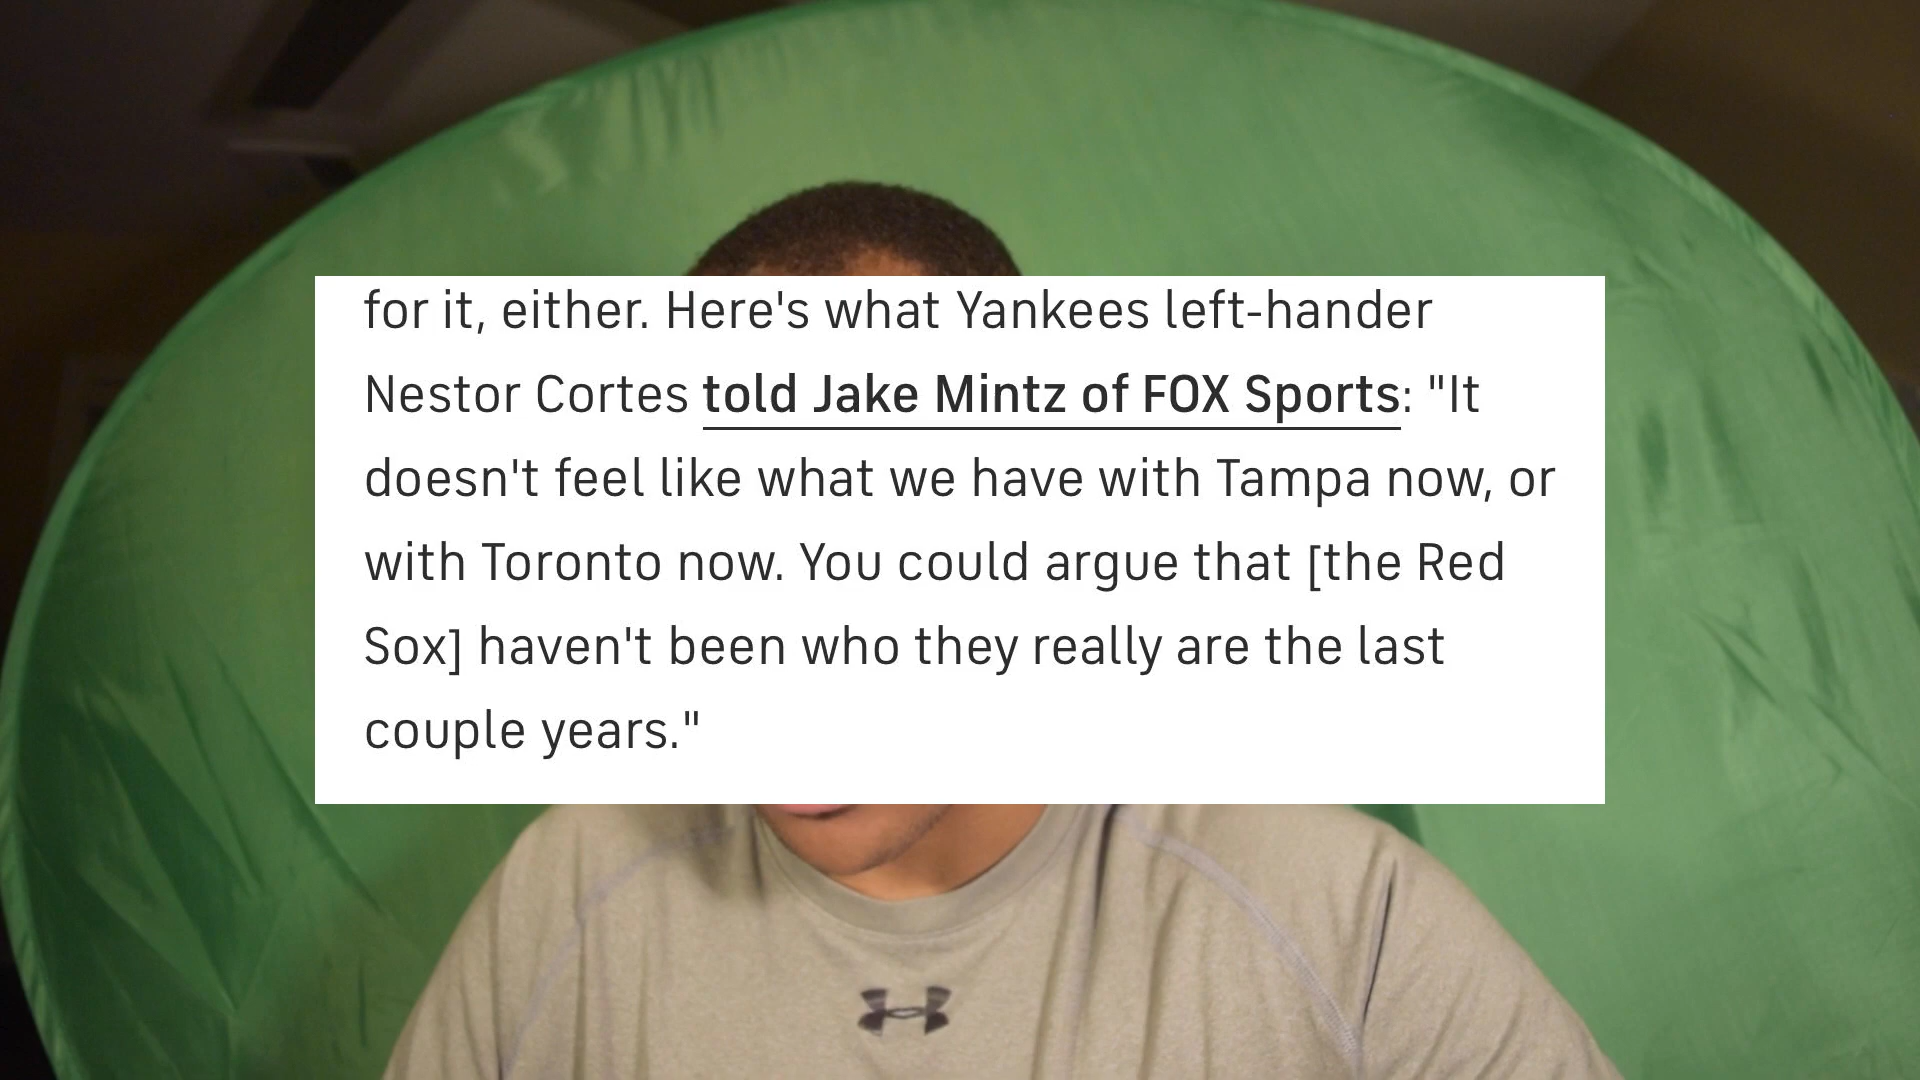 for it, either. Here's what Yankees left-hander
Nestor Cortes told Jake Mintz of FOX Sports: "It
doesn't feel like what we have with Tampa now, or
with Toronto now. You could argue that [the Red
Sox] haven't been who they really are the last
couple years."